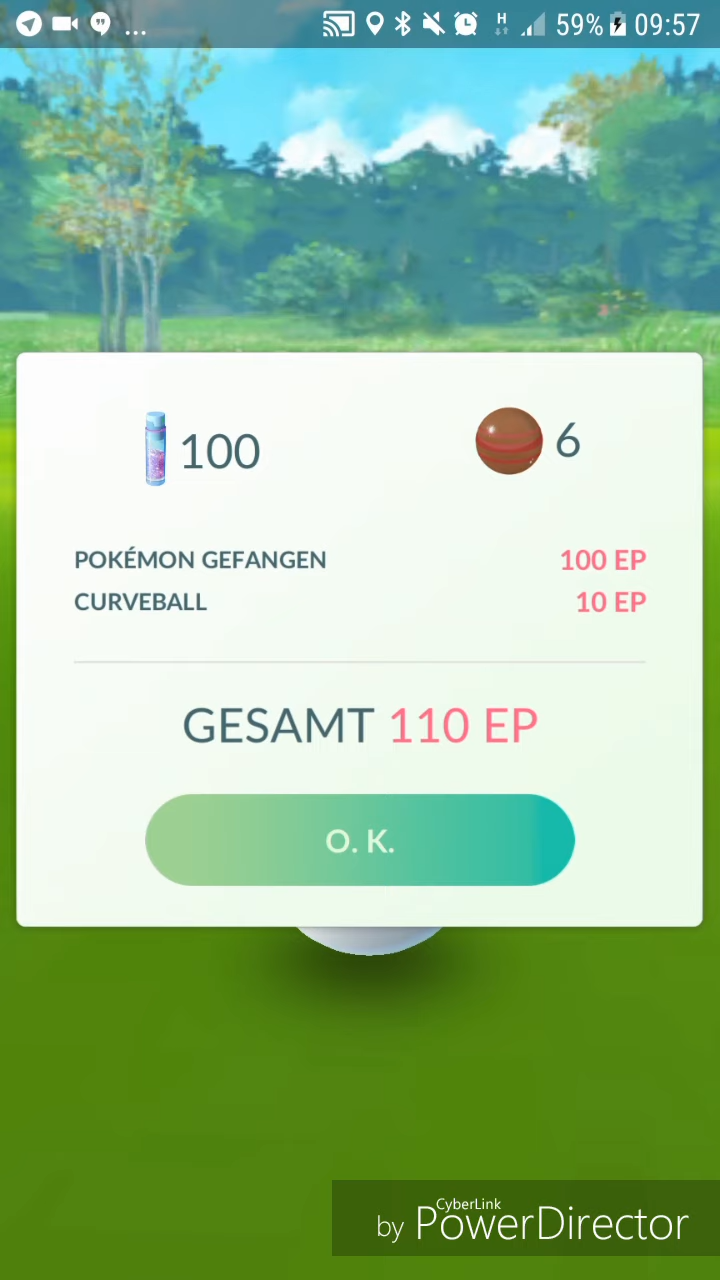 ... H 59% 09:57
100 6
POKÉMON GEFANGEN 100 EP
CURVEBALL 10 EP
GESAMT 110 EP
O. K.
CyberLink
by PowerDirector